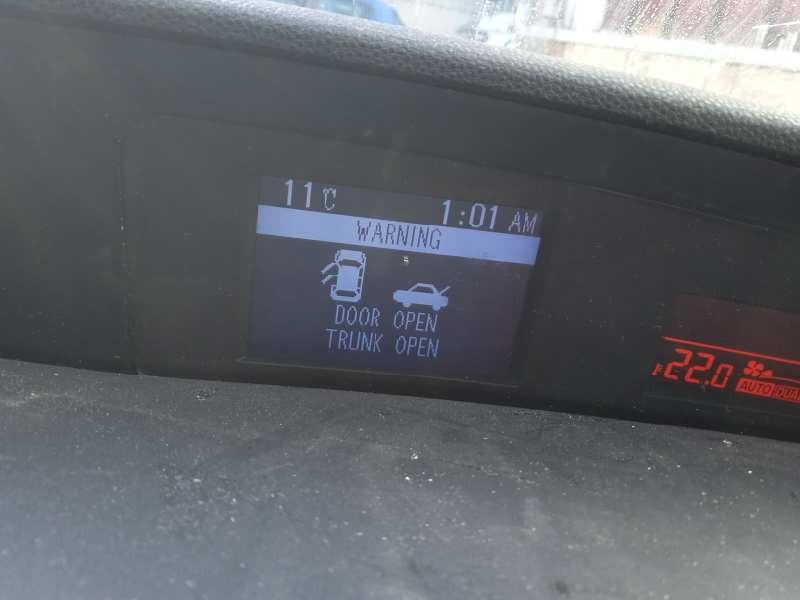 11℃ 1:01 AM
WARNING
DOOR OPEN
TRUNK OPEN
22.0
AUTO